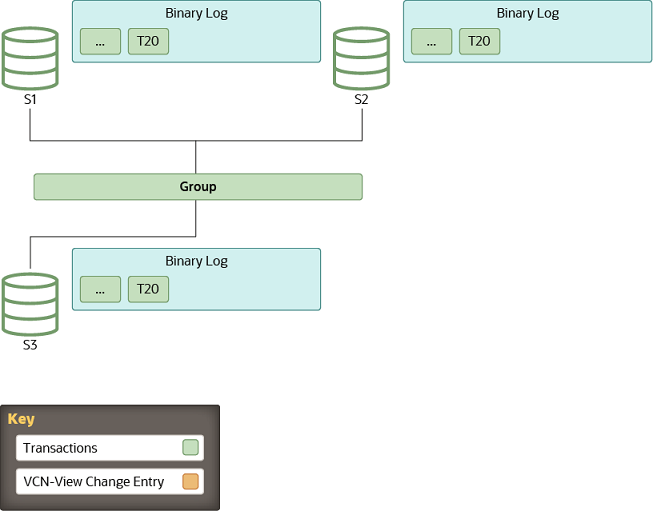 Binary Log
... T20
S1
Binary Log
... T20
S2
Group
Binary Log
... T20
S3
Key
Transactions
VCN-View Change Entry